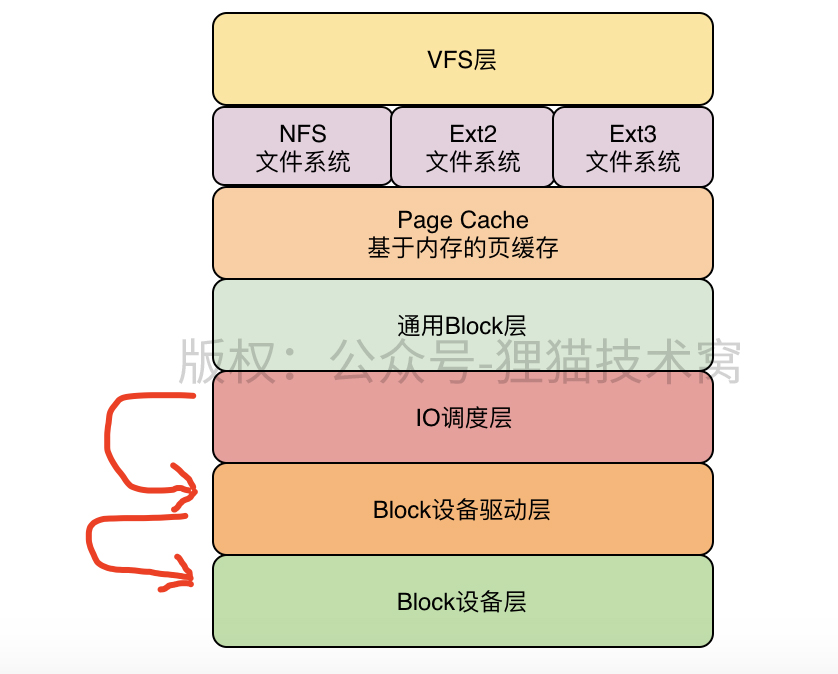 VFS层
NFS
文件系统
Ext2
文件系统
Ext3
文件系统
Page Cache
基于内存的页缓存
通用Block层
版权：公众号-狸猫技术窝
IO调度层
Block设备驱动层
Block设备层